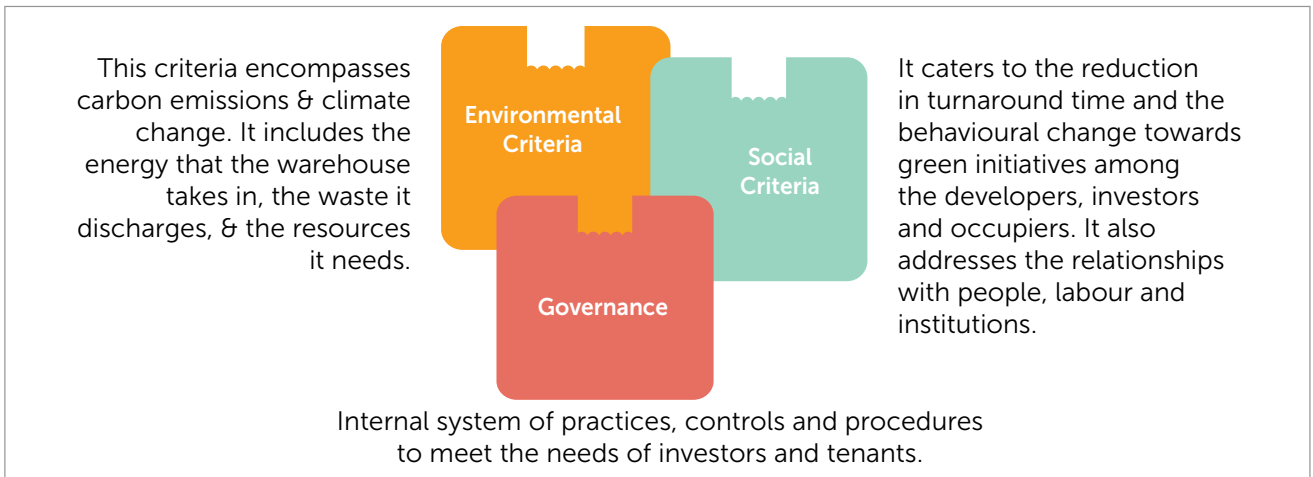 This criteria encompasses
carbon emissions & climate
change. It includes the
energy that the warehouse
takes in, the waste it
discharges, & the resources
it needs.
Environmental
Criteria
Social
Criteria
Governance
It caters to the reduction
in turnaround time and the
behavioural change towards
green initiatives among
the developers, investors
and occupiers. It also
addresses the relationships
with people, labour and
institutions.
Internal system of practices, controls and procedures
to meet the needs of investors and tenants.